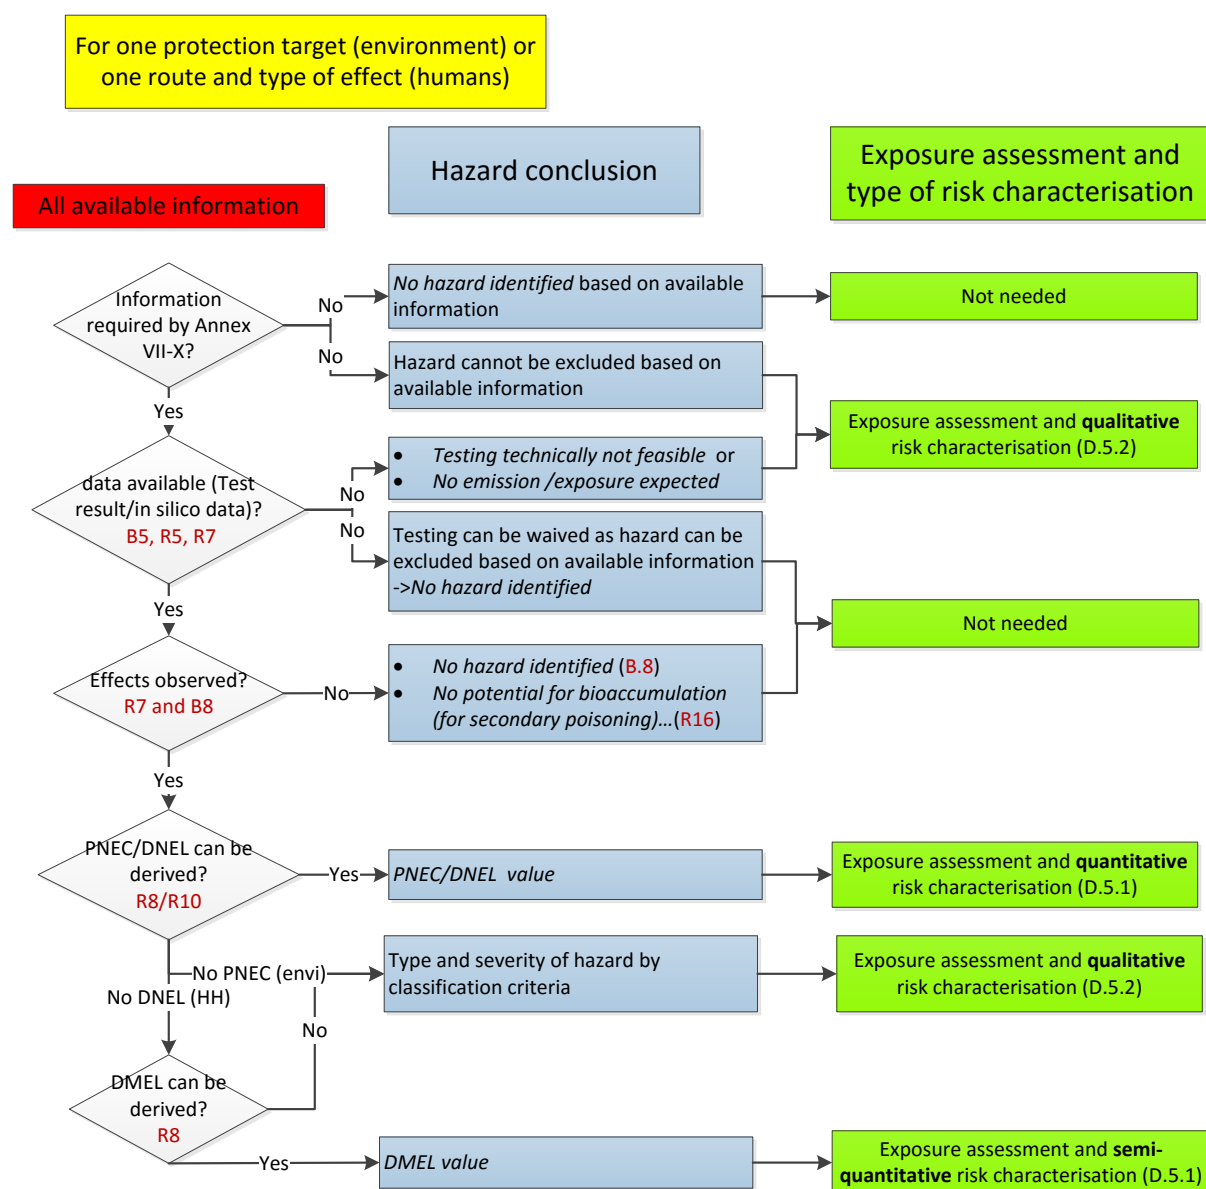 For one protection target (environment) or
one route and type of effect (humans)
Hazard conclusion
Exposure assessment and
type of risk characterisation
All available information
Information
required by Annex
VII-X?
No
No
Yes
No hazard identified based on available
information
Not needed
Hazard cannot be excluded based on
available information
Exposure assessment and qualitative
risk characterisation (D.5.2)
data available (Test
result/in silico data)?
B5, R5, R7
No
No
Yes
• Testing technically not feasible or
• No emission /exposure expected
Testing can be waived as hazard can be
excluded based on available information
->No hazard identified
Not needed
Effects observed?
R7 and B8
No
Yes
• No hazard identified (B.8)
• No potential for bioaccumulation
(for secondary poisoning)...(R16)
PNEC/DNEL can be
derived?
R8/R10
Yes
PNEC/DNEL value
Exposure assessment and quantitative
risk characterisation (D.5.1)
No PNEC (envi)
No DNEL (HH)
No
Type and severity of hazard by
classification criteria
Exposure assessment and qualitative
risk characterisation (D.5.2)
DMEL can be
derived?
R8
Yes
DMEL value
Exposure assessment and semi-
quantitative risk characterisation (D.5.1)